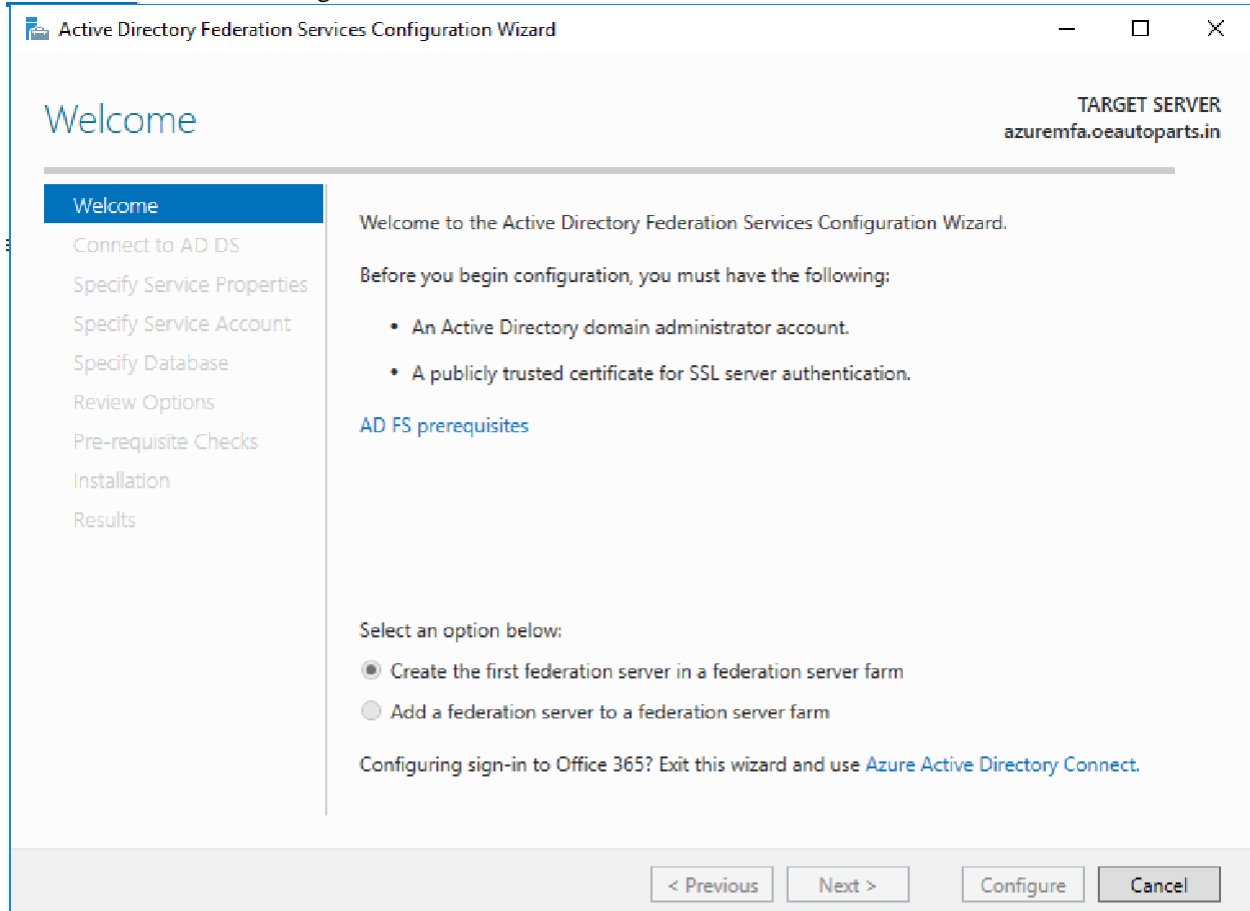 Active Directory Federation Services Configuration Wizard
Welcome
TARGET SERVER
azuremfa.oeautoparts.in
Welcome
Connect to AD DS
Specify Service Properties
Specify Service Account
Specify Database
Review Options
Pre-requisite Checks
Installation
Results
Welcome to the Active Directory Federation Services Configuration Wizard.
Before you begin configuration, you must have the following:
• An Active Directory domain administrator account.
• A publicly trusted certificate for SSL server authentication.
AD FS prerequisites
Select an option below:
Create the first federation server in a federation server farm
Add a federation server to a federation server farm
Configuring sign-in to Office 365? Exit this wizard and use Azure Active Directory Connect.
< Previous
Next >
Configure
Cancel